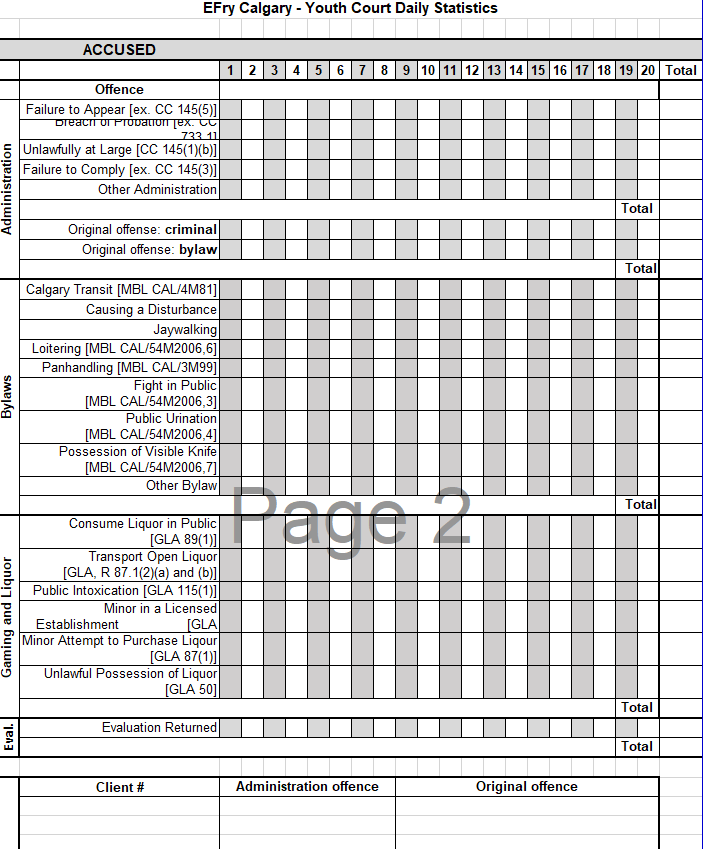 EFry Calgary - Youth Court Daily Statistics
ACCUSED
1 2 3 4 5 6 7 8 9 10 11 12 13 14 15 16 17 18 19 20 Total
Offence
Administration
Failure to Appear [ex. CC 145(5)]
Breach of Probation [ex. CC
733.1]
Unlawfully at Large [CC 145(1)(b)]
Failure to Comply [ex. CC 145(3)]
Other Administration
Total
Original offense: criminal
Original offense: bylaw
Total
Bylaws
Calgary Transit [MBL CAL/4M81]
Causing a Disturbance
Jaywalking
Loitering [MBL CAL/54M2006,6]
Panhandling [MBL CAL/3M99]
Fight in Public
[MBL CAL/54M2006,3]
Public Urination
[MBL CAL/54M2006,4]
Possession of Visible Knife
[MBL CAL/54M2006,7]
Other Bylaw
Total
Page 2
Gaming and Liquor
Consume Liquor in Public
[GLA 89(1)]
Transport Open Liquor
[GLA, R 87.1(2)(a) and (b)]
Public Intoxication [GLA 115(1)]
Minor in a Licensed
Establishment [GLA
Minor Attempt to Purchase Liqour
[GLA 87(1)]
Unlawful Possession of Liquor
[GLA 50]
Total
Eval.
Evaluation Returned
Total
Client # Administration offence Original offence